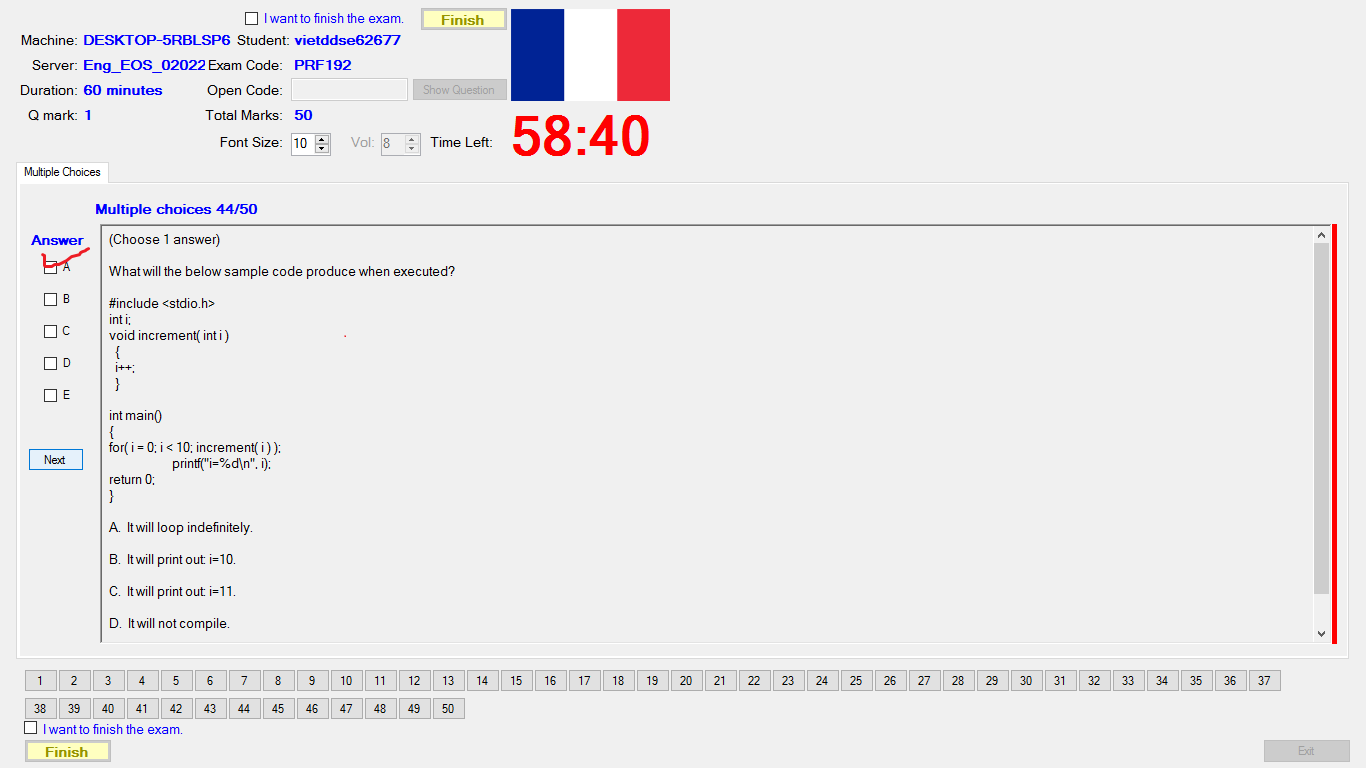 I want to finish the exam.
Finish
Machine: DESKTOP-5RBLSP6 Student: vietddse62677
Server: Eng_EOS_02022 Exam Code: PRF192
Duration: 60 minutes Open Code: Show Question
Q mark: 1 Total Marks: 50
Font Size: 10 Vol: 8 Time Left: 58:40
Multiple Choices
Multiple choices 44/50
Answer
A
B
C
D
E
Next
(Choose 1 answer)
What will the below sample code produce when executed?
#include <stdio.h>
int i;
void increment( int i )
{
i++;
}
int main()
{
for( i = 0; i < 10; increment( i ) );
printf("i=%d\n", i);
return 0;
}
A. It will loop indefinitely.
B. It will print out: i=10.
C. It will print out: i=11.
D. It will not compile.
1 2 3 4 5 6 7 8 9 10 11 12 13 14 15 16 17 18 19 20 21 22 23 24 25 26 27 28 29 30 31 32 33 34 35 36 37
38 39 40 41 42 43 44 45 46 47 48 49 50
I want to finish the exam.
Finish
Exit